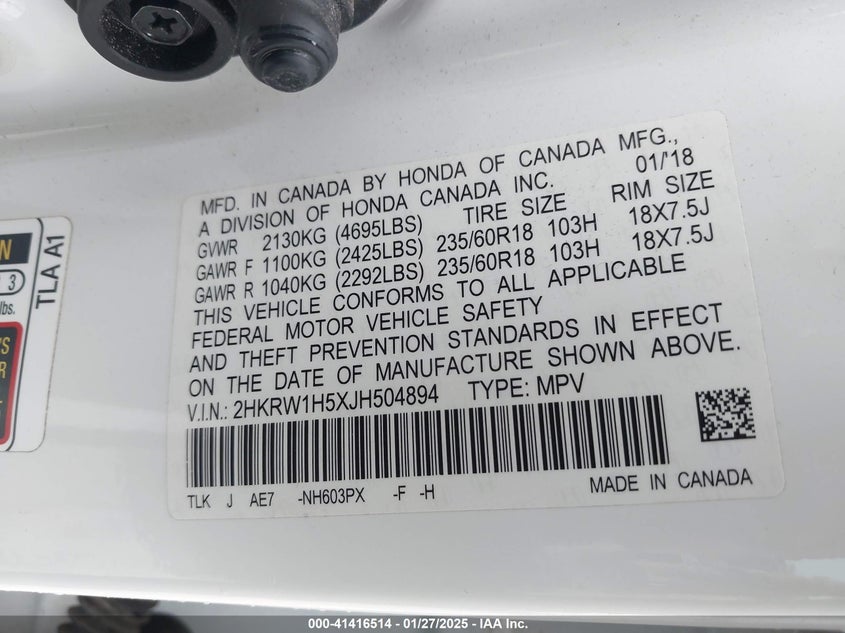 MFD. IN CANADA BY HONDA OF CANADA MFG.,
A DIVISION OF HONDA CANADA INC. 01/'18
GVWR 2130KG (4695LBS) TIRE SIZE RIM SIZE
GAWR F 1100KG (2425LBS) 235/60R18 103H 18X7.5J
GAWR R 1040KG (2292LBS) 235/60R18 103H 18X7.5J
THIS VEHICLE CONFORMS TO ALL APPLICABLE
FEDERAL MOTOR VEHICLE SAFETY
AND THEFT PREVENTION STANDARDS IN EFFECT
ON THE DATE OF MANUFACTURE SHOWN ABOVE.
V.I.N.: 2HKRW1H5XJH504894 TYPE: MPV
TLK J AE7 -NH603PX -F -H MADE IN CANADA
TLA A1
3
lbs.
000-41416514 - 01/27/2025 - IAA Inc.